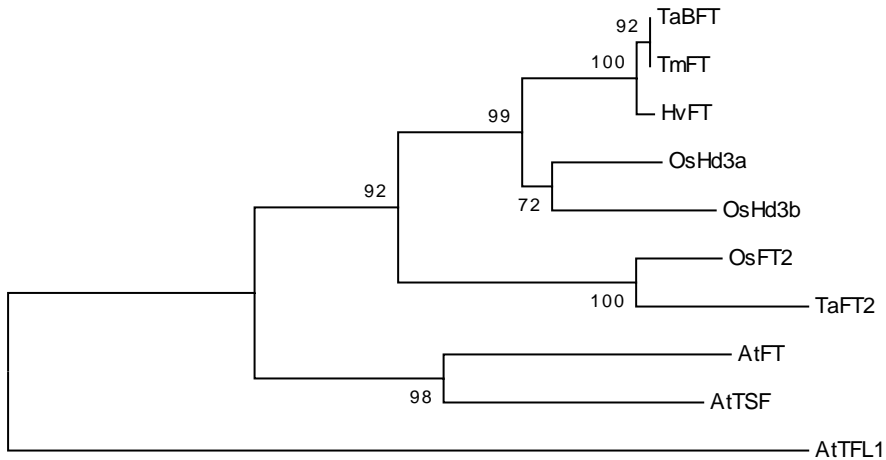 TaBFT
92
TmFT
100
HvFT
99
OsHd3a
92
72
OsHd3b
OsFT2
100
TaFT2
AtFT
98
AtTSF
AtTFL1